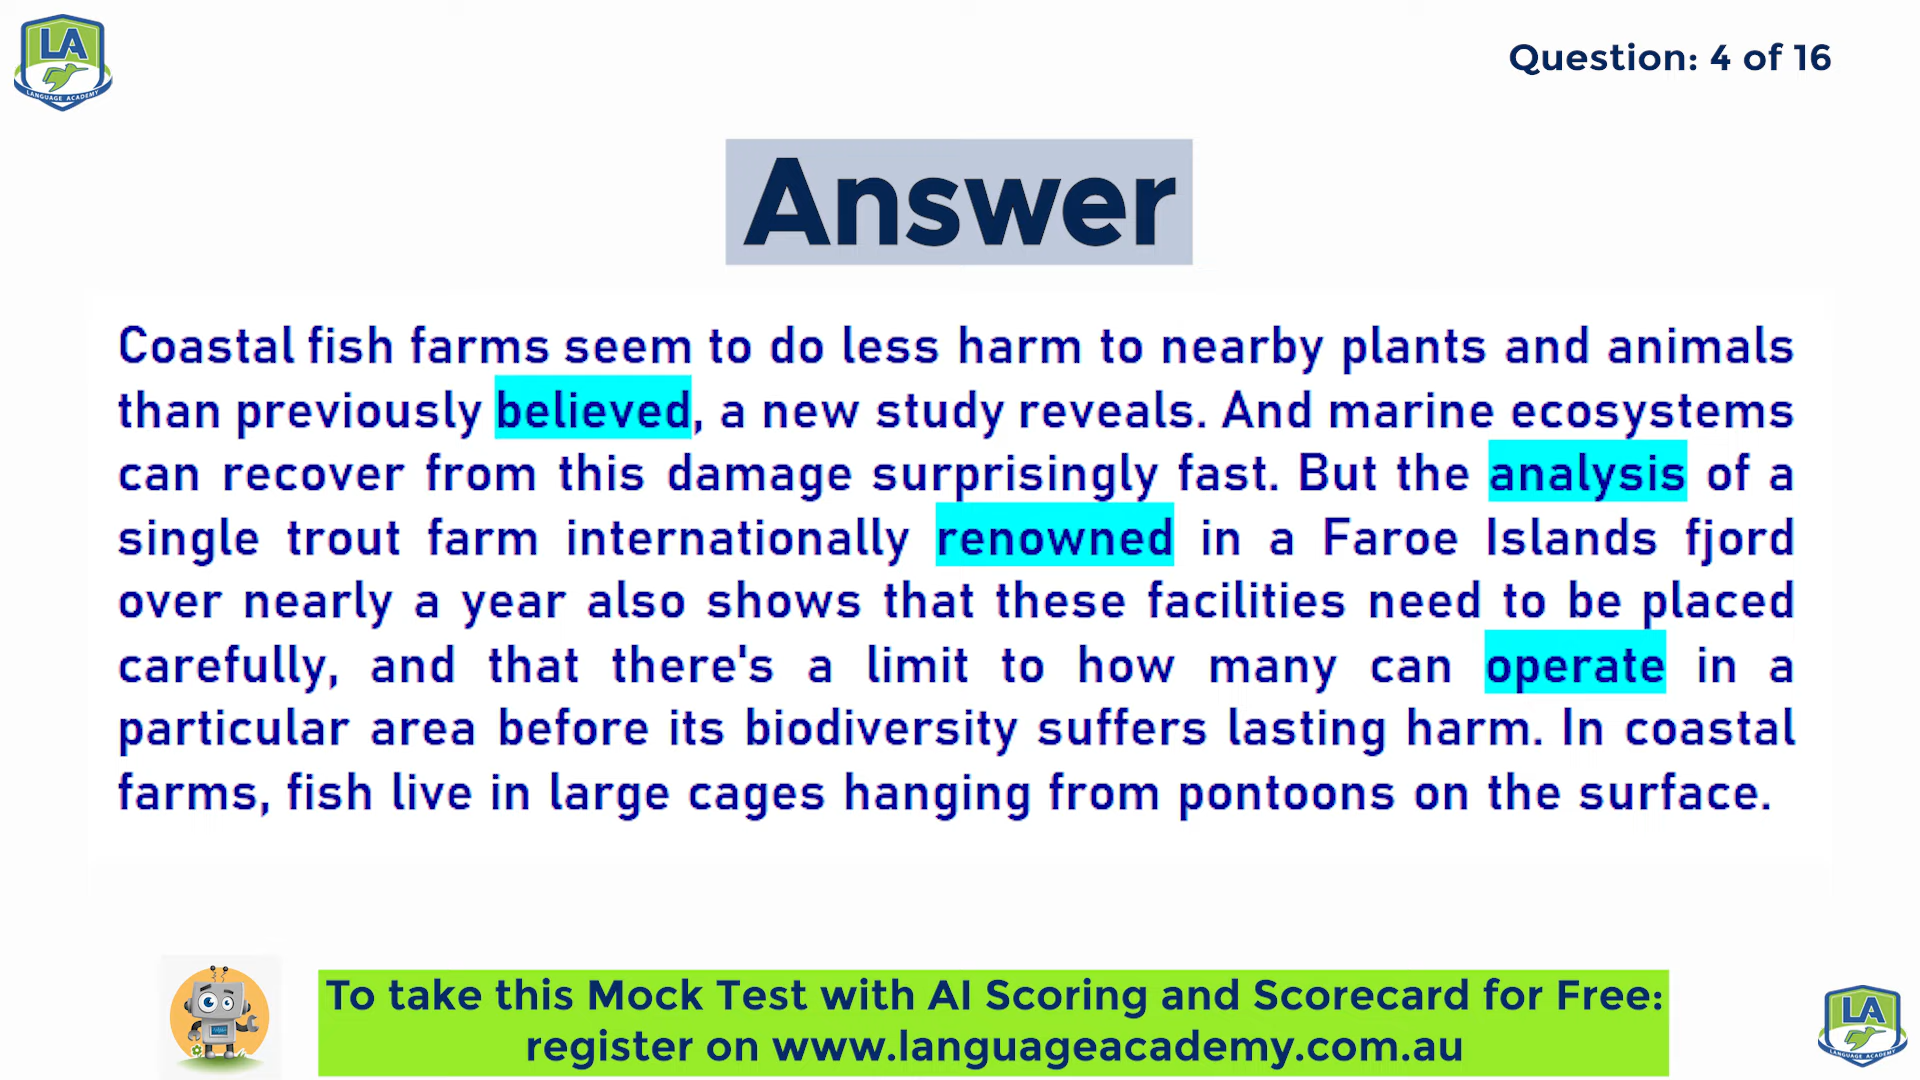 LA
LANGUAGE ACADEMY
Question: 4 of 16
Answer
Coastal fish farms seem to do less harm to nearby plants and animals
than previously believed, a new study reveals. And marine ecosystems
can recover from this damage surprisingly fast. But the analysis of a
single trout farm internationally renowned in a Faroe Islands fjord
over nearly a year also shows that these facilities need to be placed
carefully, and that there's a limit to how many can operate in a
particular area before its biodiversity suffers lasting harm. In coastal
farms, fish live in large cages hanging from pontoons on the surface.
To take this Mock Test with AI Scoring and Scorecard for Free:
register on www.languageacademy.com.au
LA
LANGUAGE ACADEMY